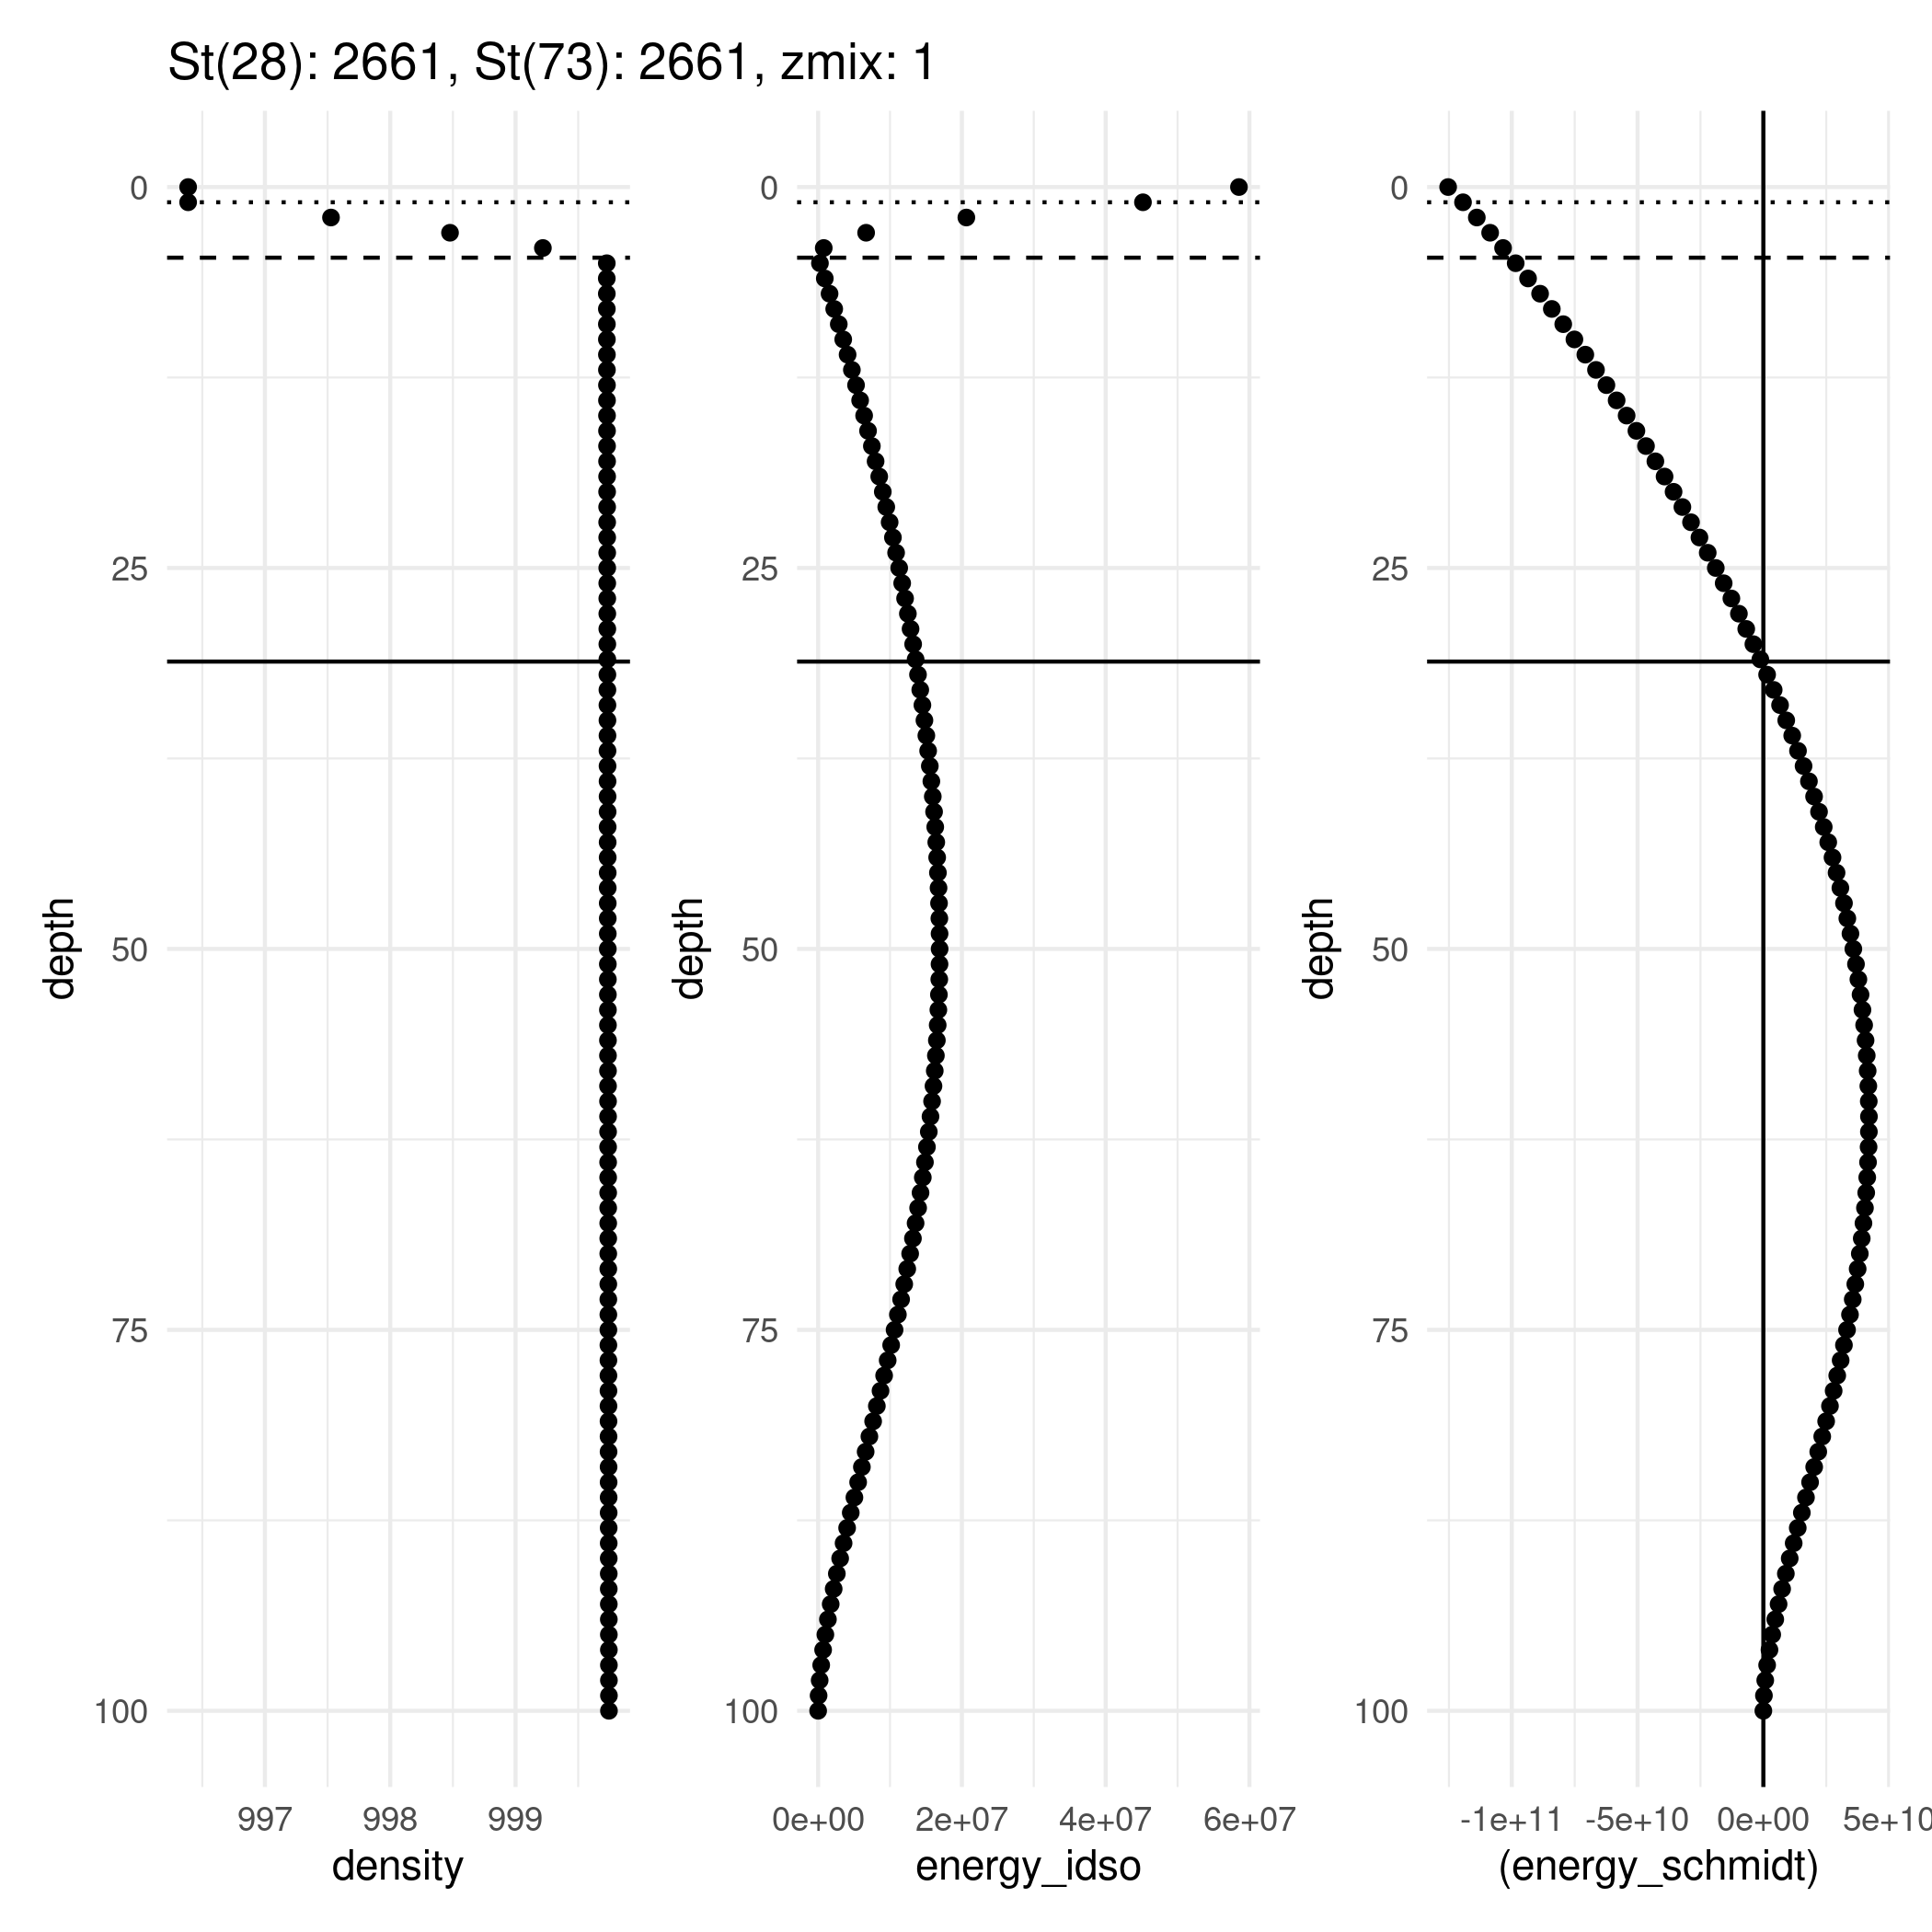 St(28): 2661, St(73): 2661, zmix: 1
0
25
50
75
100
depth
997 998 999
density
0
25
50
75
100
depth
0e+00 2e+07 4e+07 6e+07
energy_idso
0
25
50
75
100
depth
-1e+11 -5e+10 0e+00 5e+10
(energy_schmidt)